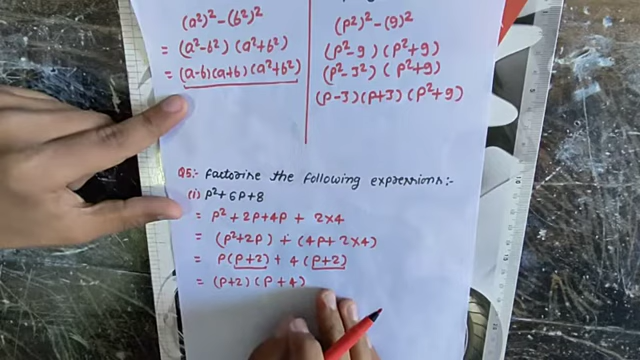 (a²)² - (b²)²
= (a²-b²) (a²+b²)
= (a-b)(a+b) (a²+b²)
(p²)² - (9)²
(p²-9) (p²+9)
(p²-3²) (p²+9)
(p-3) (p+3) (p²+9)
Q5:- factorise the following expressions:-
(i) p²+6p+8
= p²+2p+4p + 2×4
= (p²+2p) + (4p+2×4)
= p(p+2) + 4(p+2)
= (p+2) (p+4)